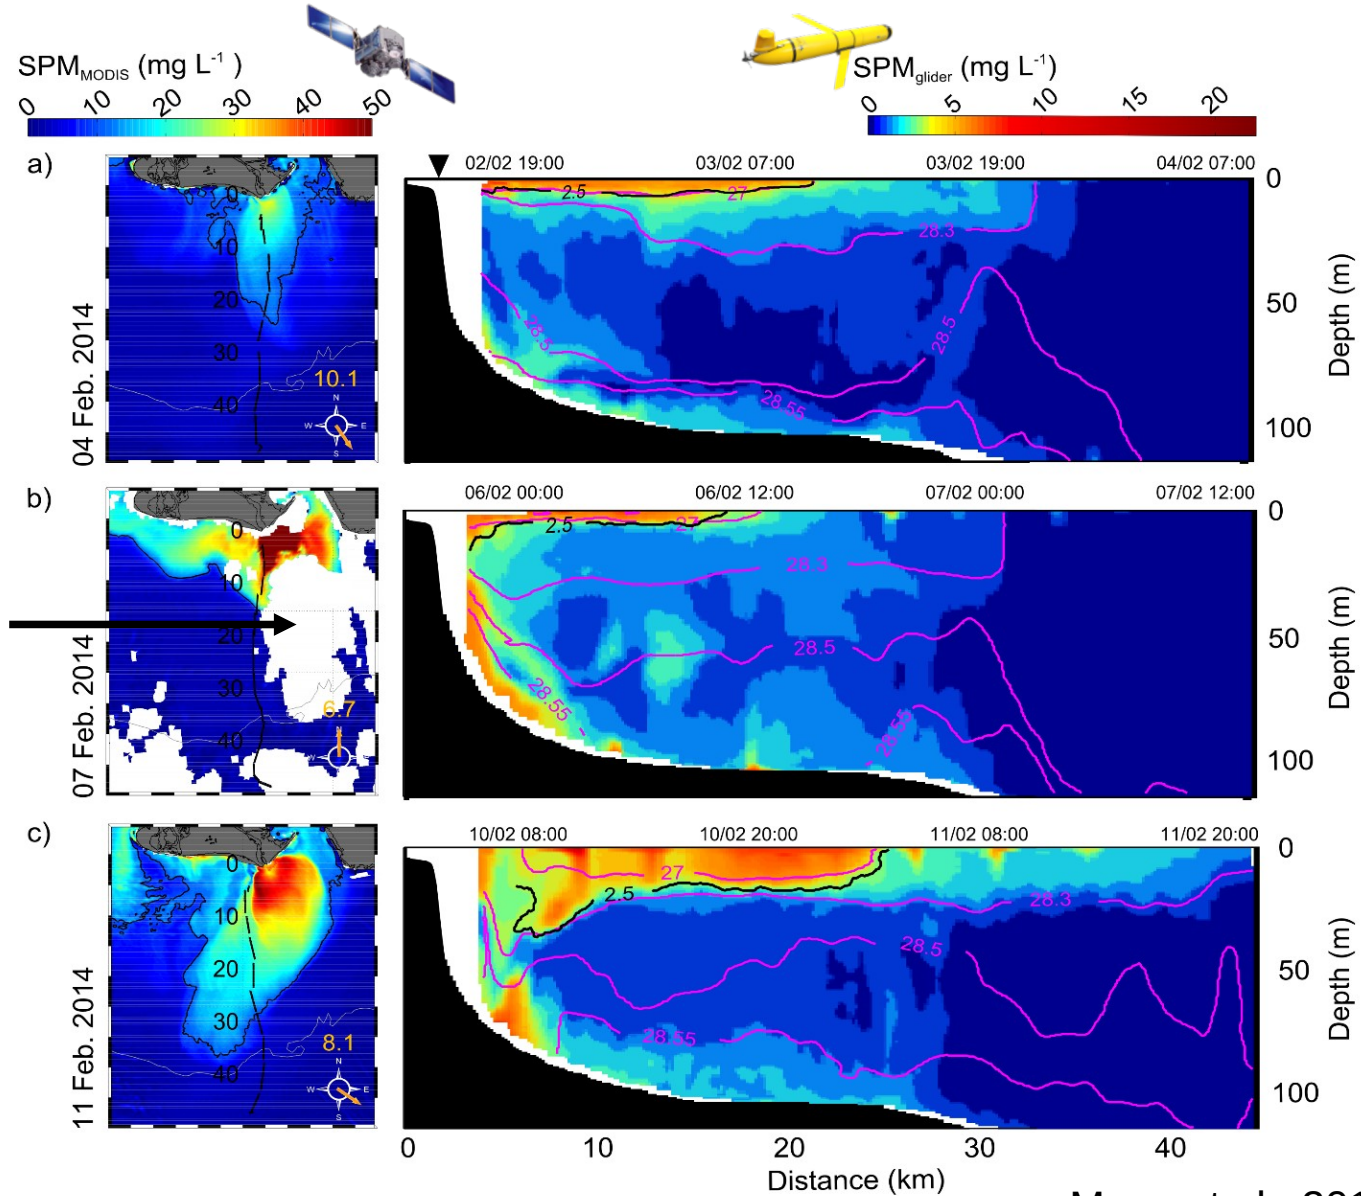 SPM_MODIS (mg L⁻¹ )
0 10 20 30 40 50
SPM_glider (mg L⁻¹)
0 5 10 15 20
a)
04 Feb. 2014
0
10
20
30
40
10.1
N
W E
S
02/02 19:00 03/02 07:00 03/02 19:00 04/02 07:00
2.5 27
28.3
28.3
28.5
28.55
0
50
100
Depth (m)
b)
07 Feb. 2014
0
10
20
30
40
6.7
N
W
06/02 00:00 06/02 12:00 07/02 00:00 07/02 12:00
2.5 27
28.3
28.5
28.55
28.55
0
50
100
Depth (m)
c)
11 Feb. 2014
0
10
20
30
40
8.1
N
W E
S
10/02 08:00 10/02 20:00 11/02 08:00 11/02 20:00
27
2.5
28.3
28.5
28.55
0
50
100
Depth (m)
0 10 20 30 40
Distance (km)